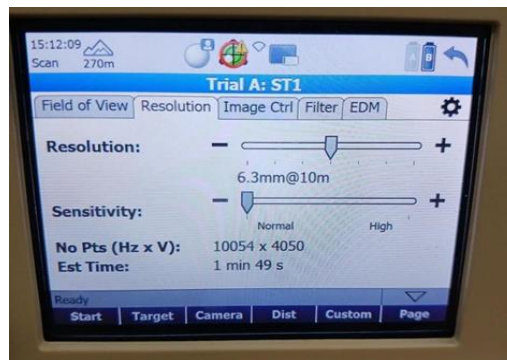 15:12:09
Scan 270m
A B
Trial A: ST1
Field of View Resolution Image Ctrl Filter EDM
Resolution: − +
6.3mm@10m
Sensitivity: − +
Normal High
No Pts (Hz x V): 10054 x 4050
Est Time: 1 min 49 s
Ready
Start Target Camera Dist Custom Page